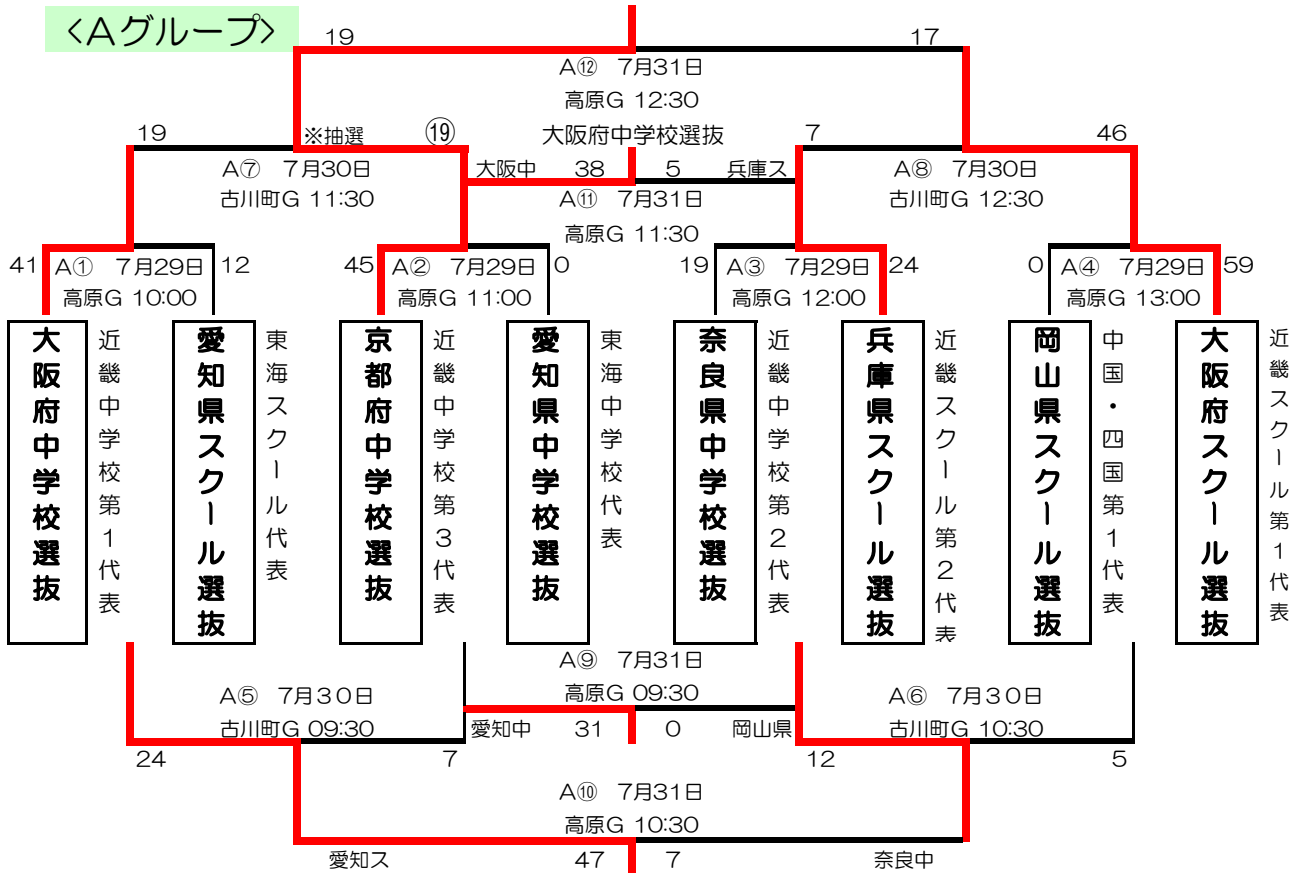 <Aグループ>
19
17
A⑫ 7月31日
高原G 12:30
19
※抽選
⑲
大阪府中学校選抜
7
46
A⑦ 7月30日
古川町G 11:30
大阪中 38 5 兵庫ス
A⑪ 7月31日
高原G 11:30
A⑧ 7月30日
古川町G 12:30
41 A① 7月29日 12
高原G 10:00
45 A② 7月29日 0
高原G 11:00
19 A③ 7月29日 24
高原G 12:00
0 A④ 7月29日 59
高原G 13:00
大阪府中学校選抜
近畿中学校第1代表
愛知県スクール選抜
東海スクール代表
京都府中学校選抜
近畿中学校第3代表
愛知県中学校選抜
東海中学校代表
奈良県中学校選抜
近畿中学校第2代表
兵庫県スクール選抜
近畿スクール第2代表
岡山県スクール選抜
中国・四国第1代表
大阪府スクール選抜
近畿スクール第1代表
A⑤ 7月30日
古川町G 09:30
A⑨ 7月31日
高原G 09:30
愛知中 31 0 岡山県
A⑥ 7月30日
古川町G 10:30
24
7
12
5
A⑩ 7月31日
高原G 10:30
愛知ス 47 7 奈良中